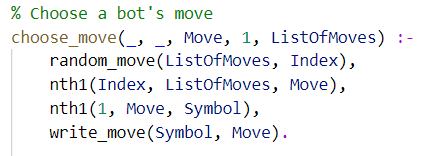 % Choose a bot's move
choose_move(_, _, Move, 1, ListOfMoves) :-
    random_move(ListOfMoves, Index),
    nth1(Index, ListOfMoves, Move),
    nth1(1, Move, Symbol),
    write_move(Symbol, Move).